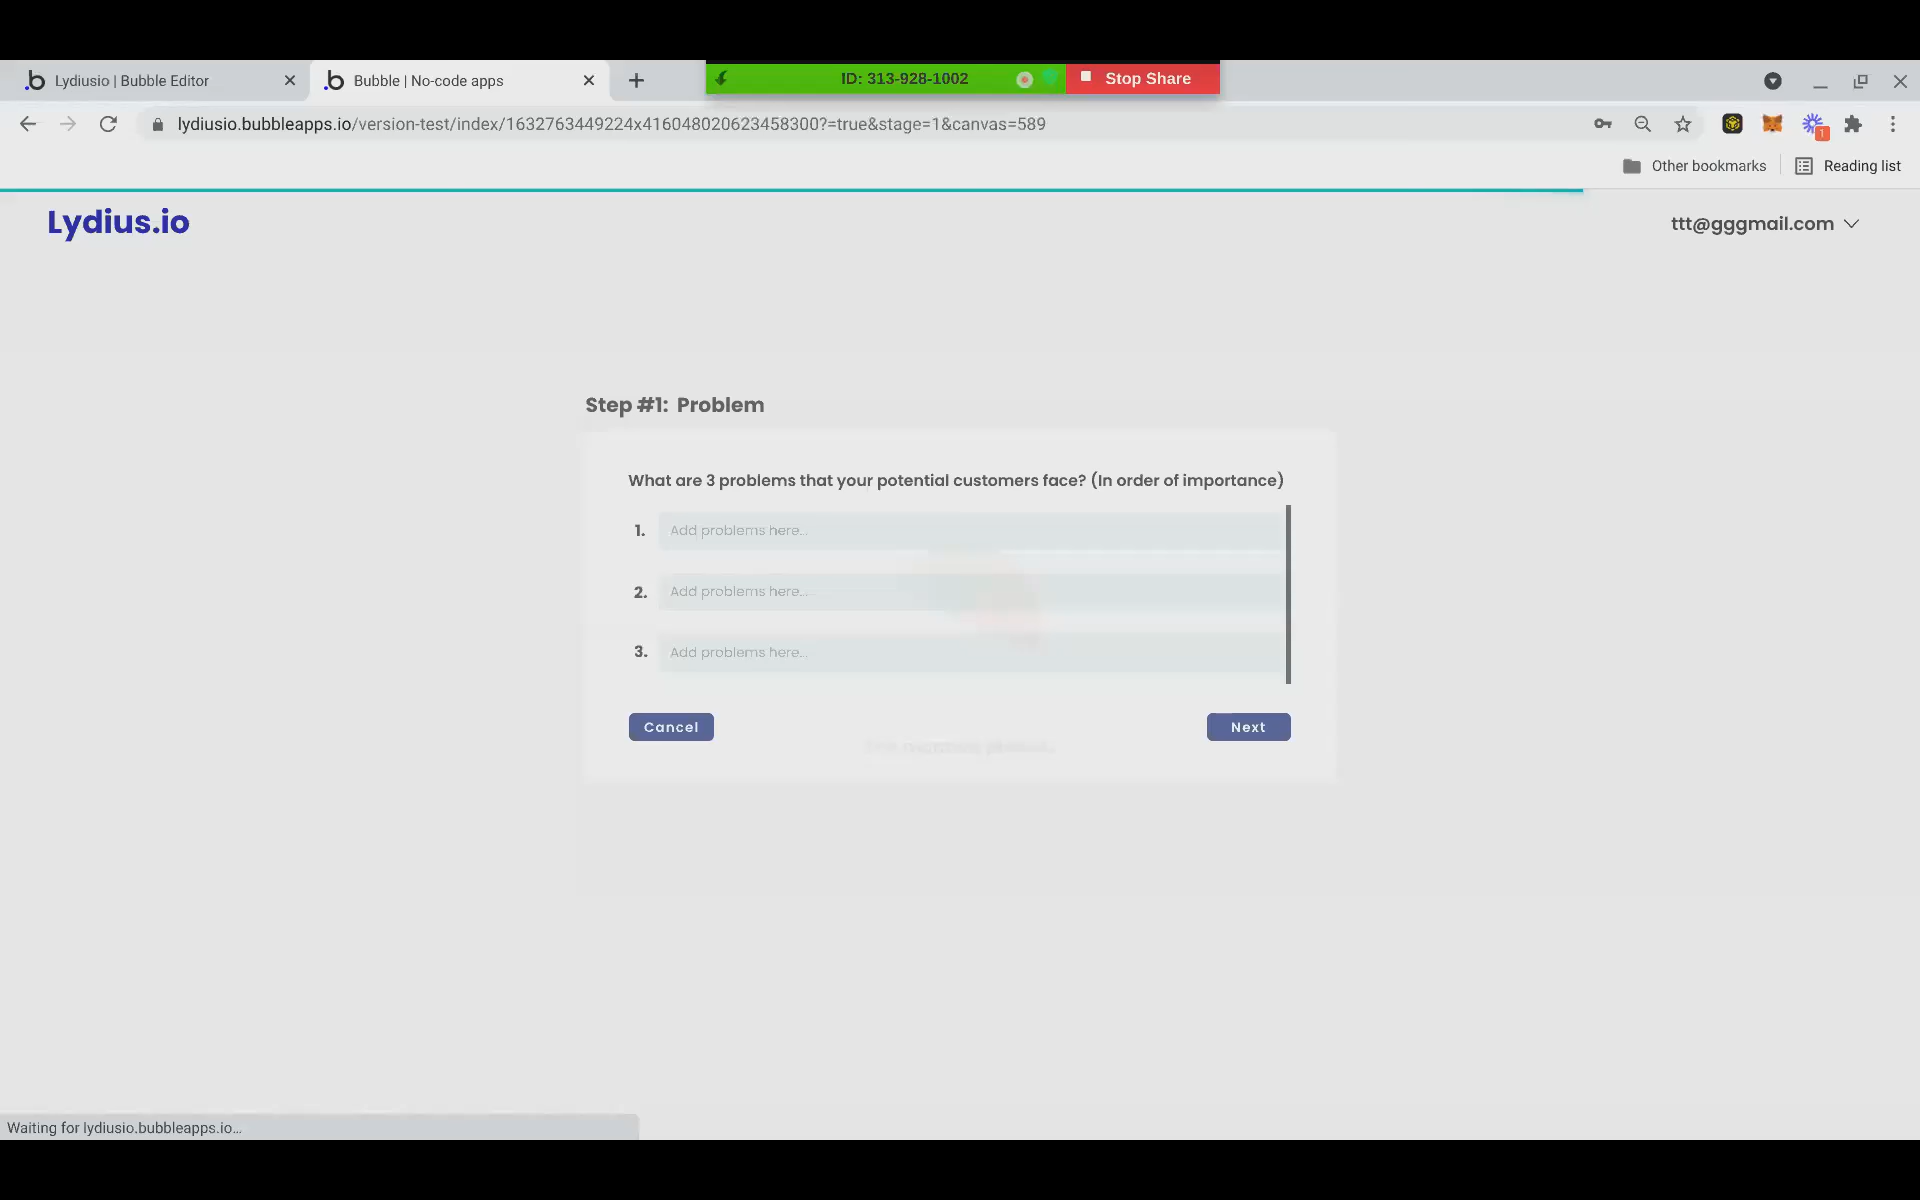 Lydiusio | Bubble Editor
Bubble | No-code apps
ID: 313-928-1002
Stop Share
lydiusio.bubbleapps.io/version-test/index/1632763449224x416048020623458300?=true&stage=1&canvas=589
1
Other bookmarks
Reading list
Lydius.io
ttt@gggmail.com
Step #1: Problem
What are 3 problems that your potential customers face? (In order of importance)
1. Add problems here...
2. Add problems here...
3. Add problems here...
Cancel
Next
Waiting for lydiusio.bubbleapps.io...